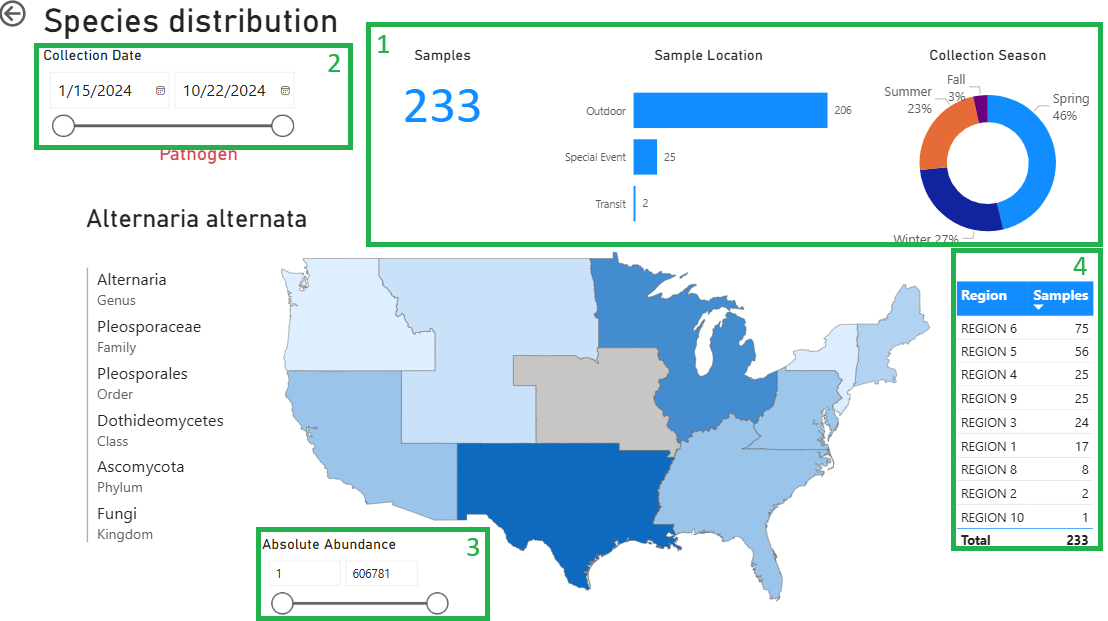 Species distribution
Collection Date
2
1/15/2024
10/22/2024
Pathogen
1
Samples
233
Sample Location
Outdoor 206
Special Event 25
Transit 2
Collection Season
Fall
3%
Summer
23%
Spring
46%
Winter 27%
Alternaria alternata
Alternaria
Genus
Pleosporaceae
Family
Pleosporales
Order
Dothideomycetes
Class
Ascomycota
Phylum
Fungi
Kingdom
Absolute Abundance
3
1
606781
4
Region Samples
REGION 6 75
REGION 5 56
REGION 4 25
REGION 9 25
REGION 3 24
REGION 1 17
REGION 8 8
REGION 2 2
REGION 10 1
Total 233